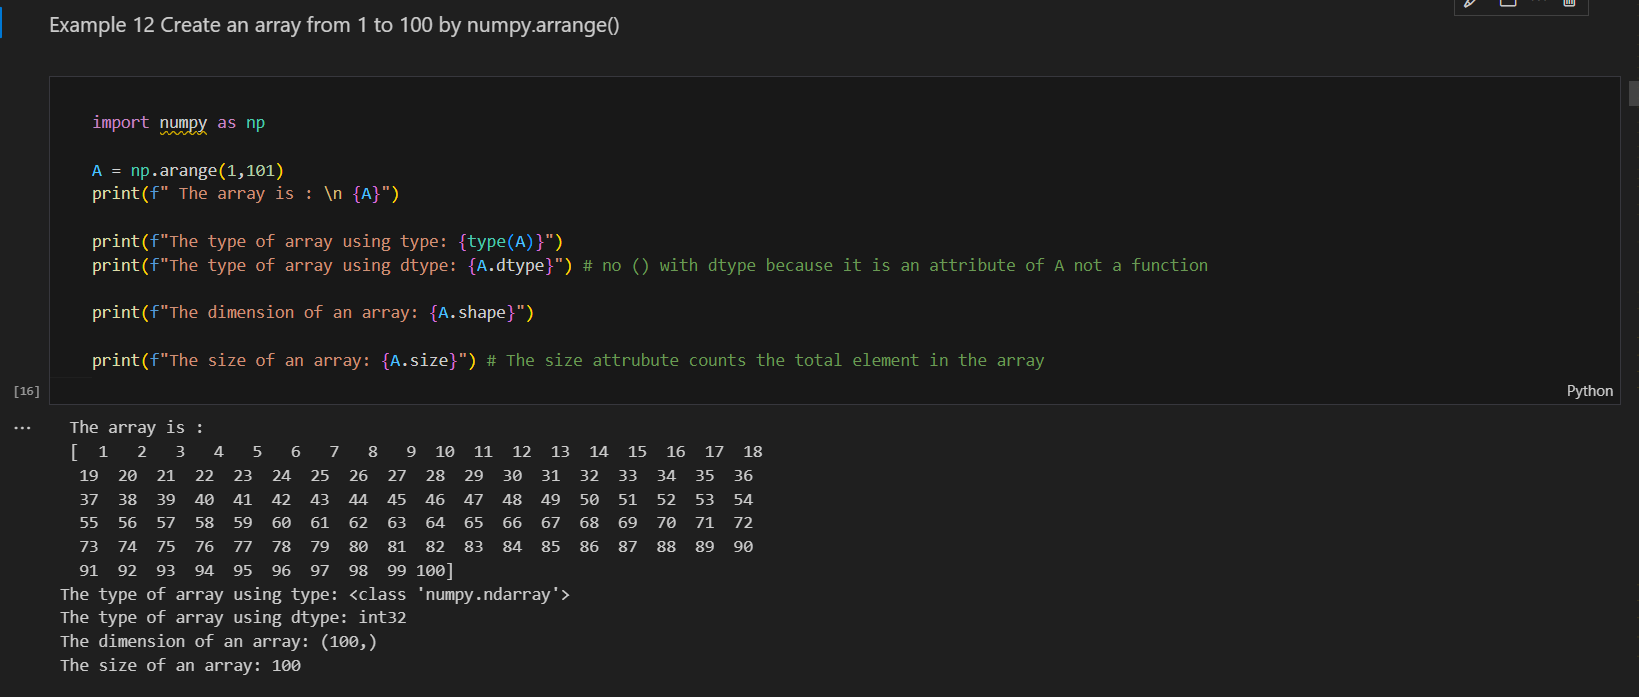 Example 12 Create an array from 1 to 100 by numpy.arrange()
import numpy as np
A = np.arange(1,101)
print(f" The array is : \n {A}")
print(f"The type of array using type: {type(A)}")
print(f"The type of array using dtype: {A.dtype}") # no () with dtype because it is an attribute of A not a function
print(f"The dimension of an array: {A.shape}")
print(f"The size of an array: {A.size}") # The size attrubute counts the total element in the array
[16]
Python
...
The array is :
[ 1 2 3 4 5 6 7 8 9 10 11 12 13 14 15 16 17 18
19 20 21 22 23 24 25 26 27 28 29 30 31 32 33 34 35 36
37 38 39 40 41 42 43 44 45 46 47 48 49 50 51 52 53 54
55 56 57 58 59 60 61 62 63 64 65 66 67 68 69 70 71 72
73 74 75 76 77 78 79 80 81 82 83 84 85 86 87 88 89 90
91 92 93 94 95 96 97 98 99 100]
The type of array using type: <class 'numpy.ndarray'>
The type of array using dtype: int32
The dimension of an array: (100,)
The size of an array: 100